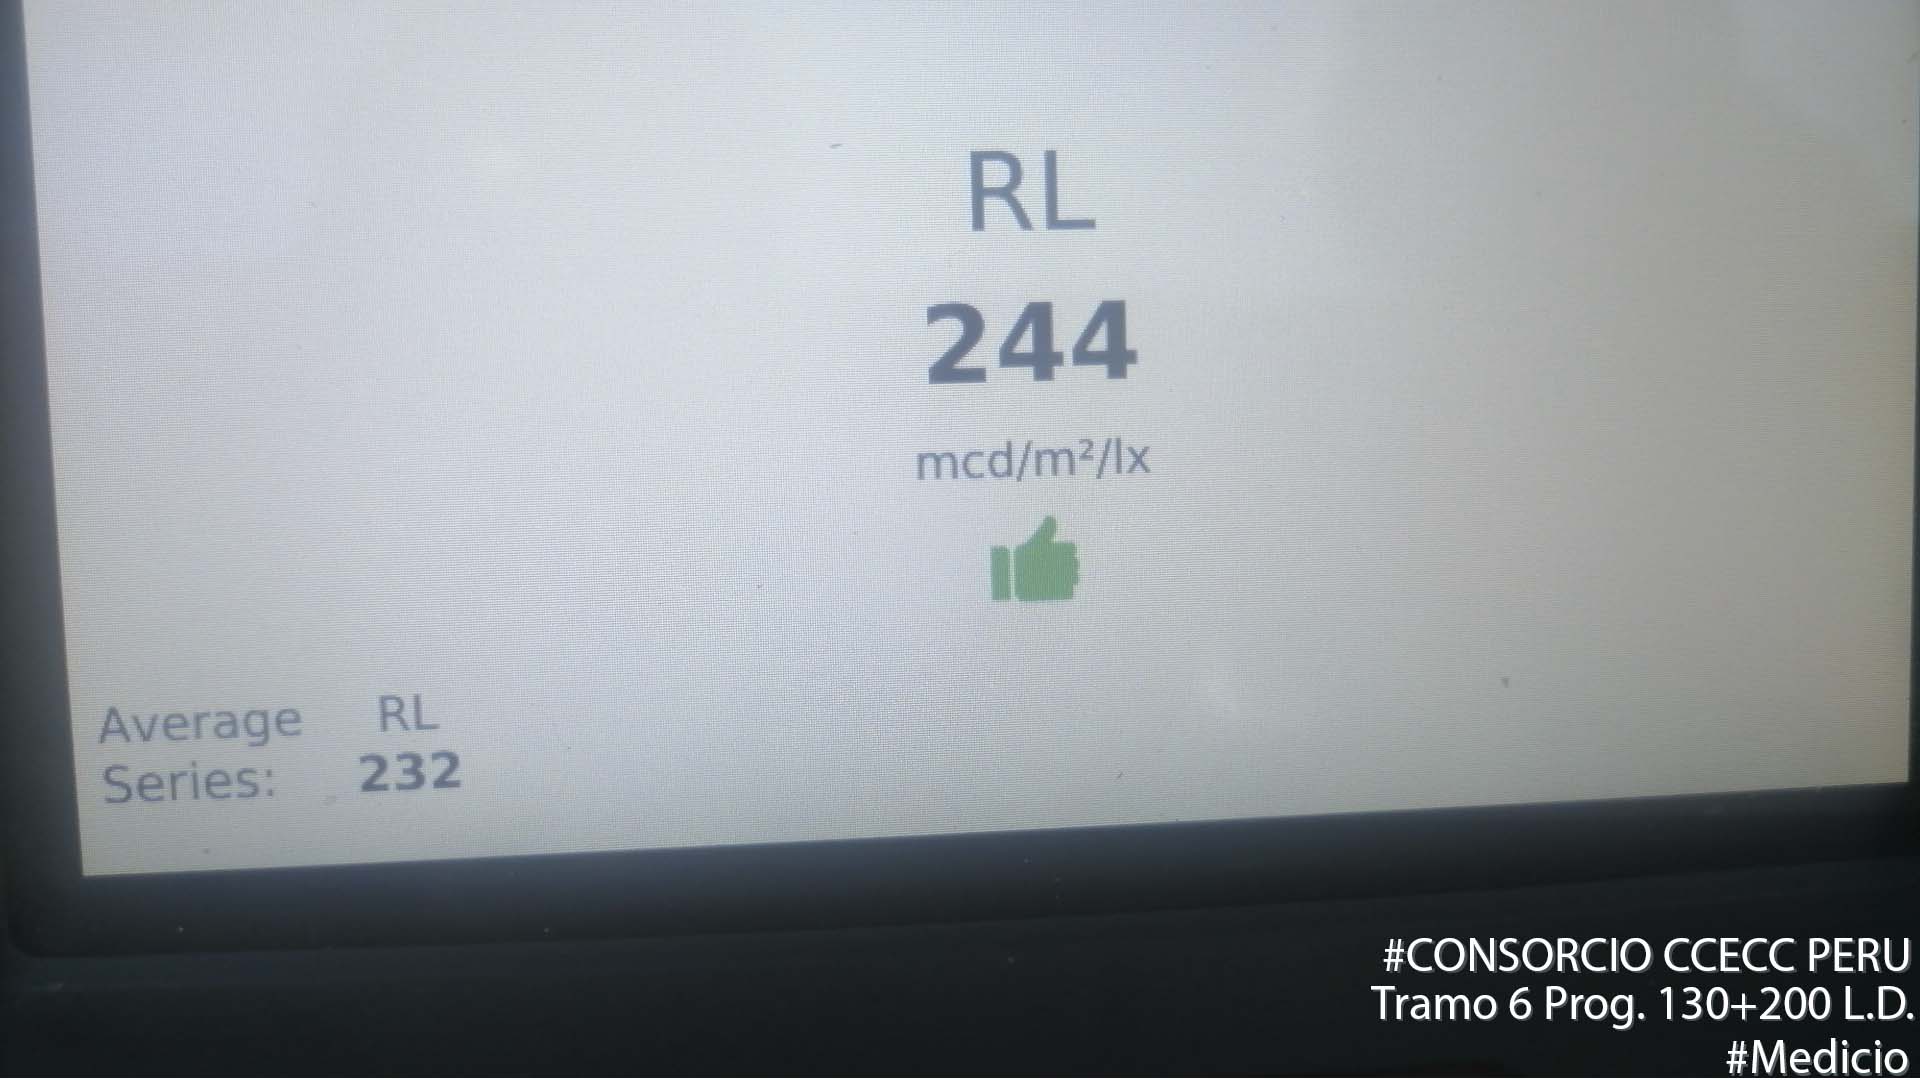 RL
244
mcd/m²/lx
Average RL
Series: 232
#CONSORCIO CCECC PERU
Tramo 6 Prog. 130+200 L.D.
#Medicio